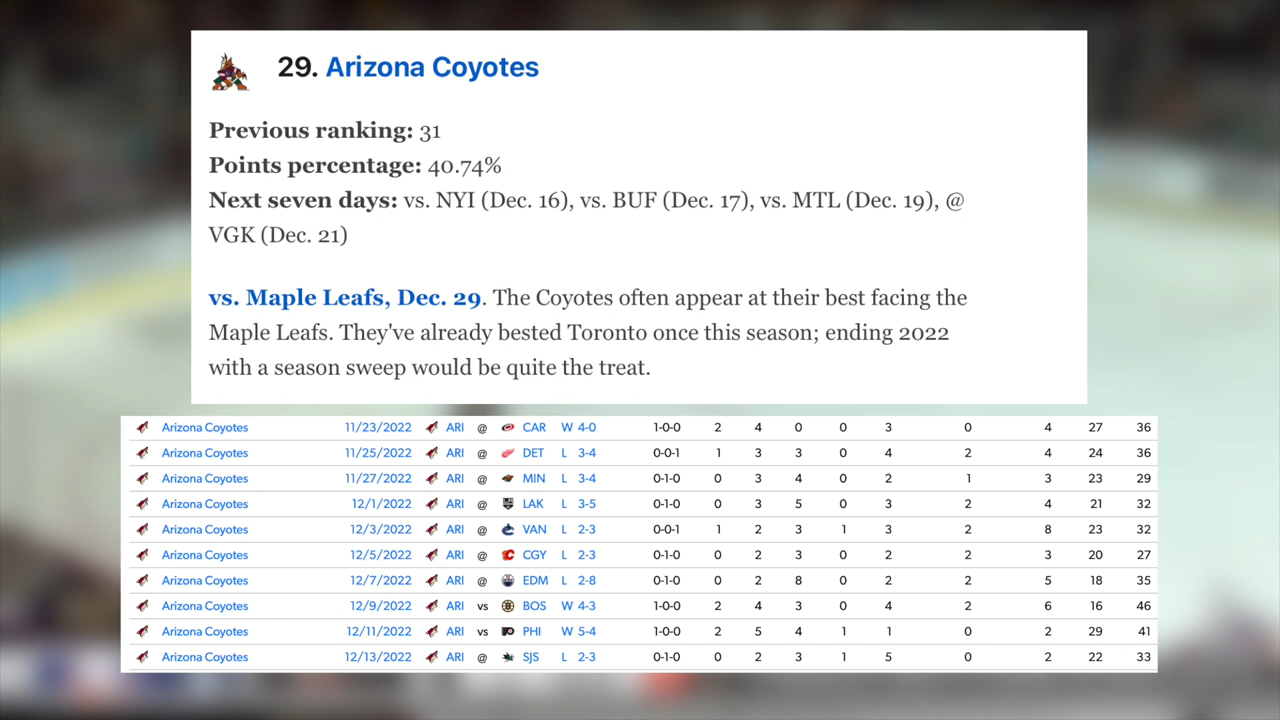 29. Arizona Coyotes
Previous ranking: 31
Points percentage: 40.74%
Next seven days: vs. NYI (Dec. 16), vs. BUF (Dec. 17), vs. MTL (Dec. 19), @
VGK (Dec. 21)
vs. Maple Leafs, Dec. 29. The Coyotes often appear at their best facing the
Maple Leafs. They've already bested Toronto once this season; ending 2022
with a season sweep would be quite the treat.
Arizona Coyotes 11/23/2022 ARI @ CAR W 4-0 1-0-0 2 4 0 0 3 0 4 27 36
Arizona Coyotes 11/25/2022 ARI @ DET L 3-4 0-0-1 1 3 3 0 4 2 4 24 36
Arizona Coyotes 11/27/2022 ARI @ MIN L 3-4 0-1-0 0 3 4 0 2 1 3 23 29
Arizona Coyotes 12/1/2022 ARI @ LAK L 3-5 0-1-0 0 3 5 0 3 2 4 21 32
Arizona Coyotes 12/3/2022 ARI @ VAN L 2-3 0-0-1 1 2 3 1 3 2 8 23 32
Arizona Coyotes 12/5/2022 ARI @ CGY L 2-3 0-1-0 0 2 3 0 2 2 3 20 27
Arizona Coyotes 12/7/2022 ARI @ EDM L 2-8 0-1-0 0 2 8 0 2 2 5 18 35
Arizona Coyotes 12/9/2022 ARI vs BOS W 4-3 1-0-0 2 4 3 0 4 2 6 16 46
Arizona Coyotes 12/11/2022 ARI vs PHI W 5-4 1-0-0 2 5 4 1 1 0 2 29 41
Arizona Coyotes 12/13/2022 ARI @ SJS L 2-3 0-1-0 0 2 3 1 5 0 2 22 33